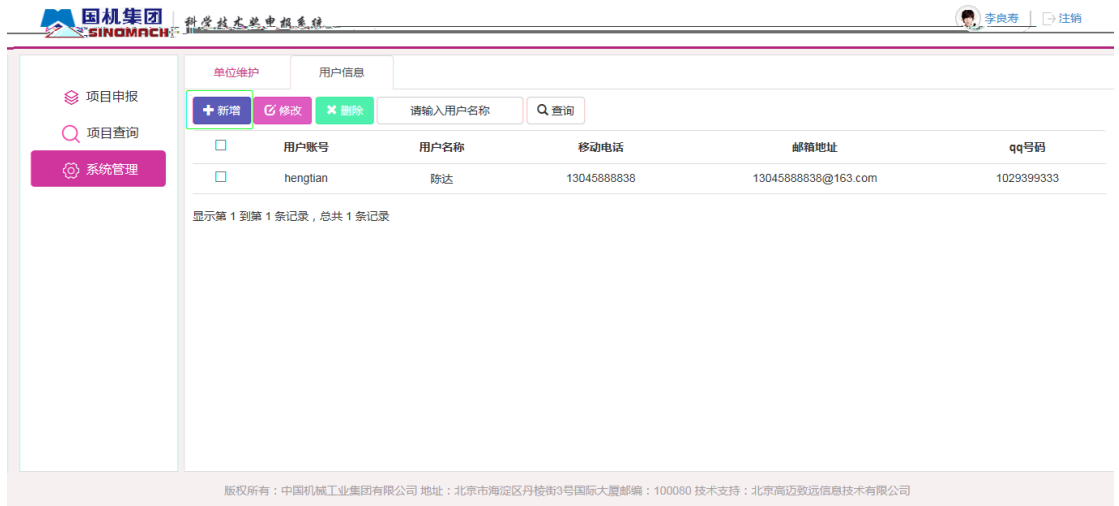 国机集团 科学技术奖申报系统 李良寿 注销
SINOMACH
单位维护 用户信息
项目申报
新增 修改 删除 请输入用户名称 查询
项目查询
用户账号 用户名称 移动电话 邮箱地址 qq号码
系统管理
hengtian 陈达 13045888838 13045888838@163.com 1029399333
显示第 1 到第 1 条记录，总共 1 条记录
版权所有：中国机械工业集团有限公司 地址：北京市海淀区丹棱街3号国际大厦邮编：100080 技术支持：北京高迈致远信息技术有限公司